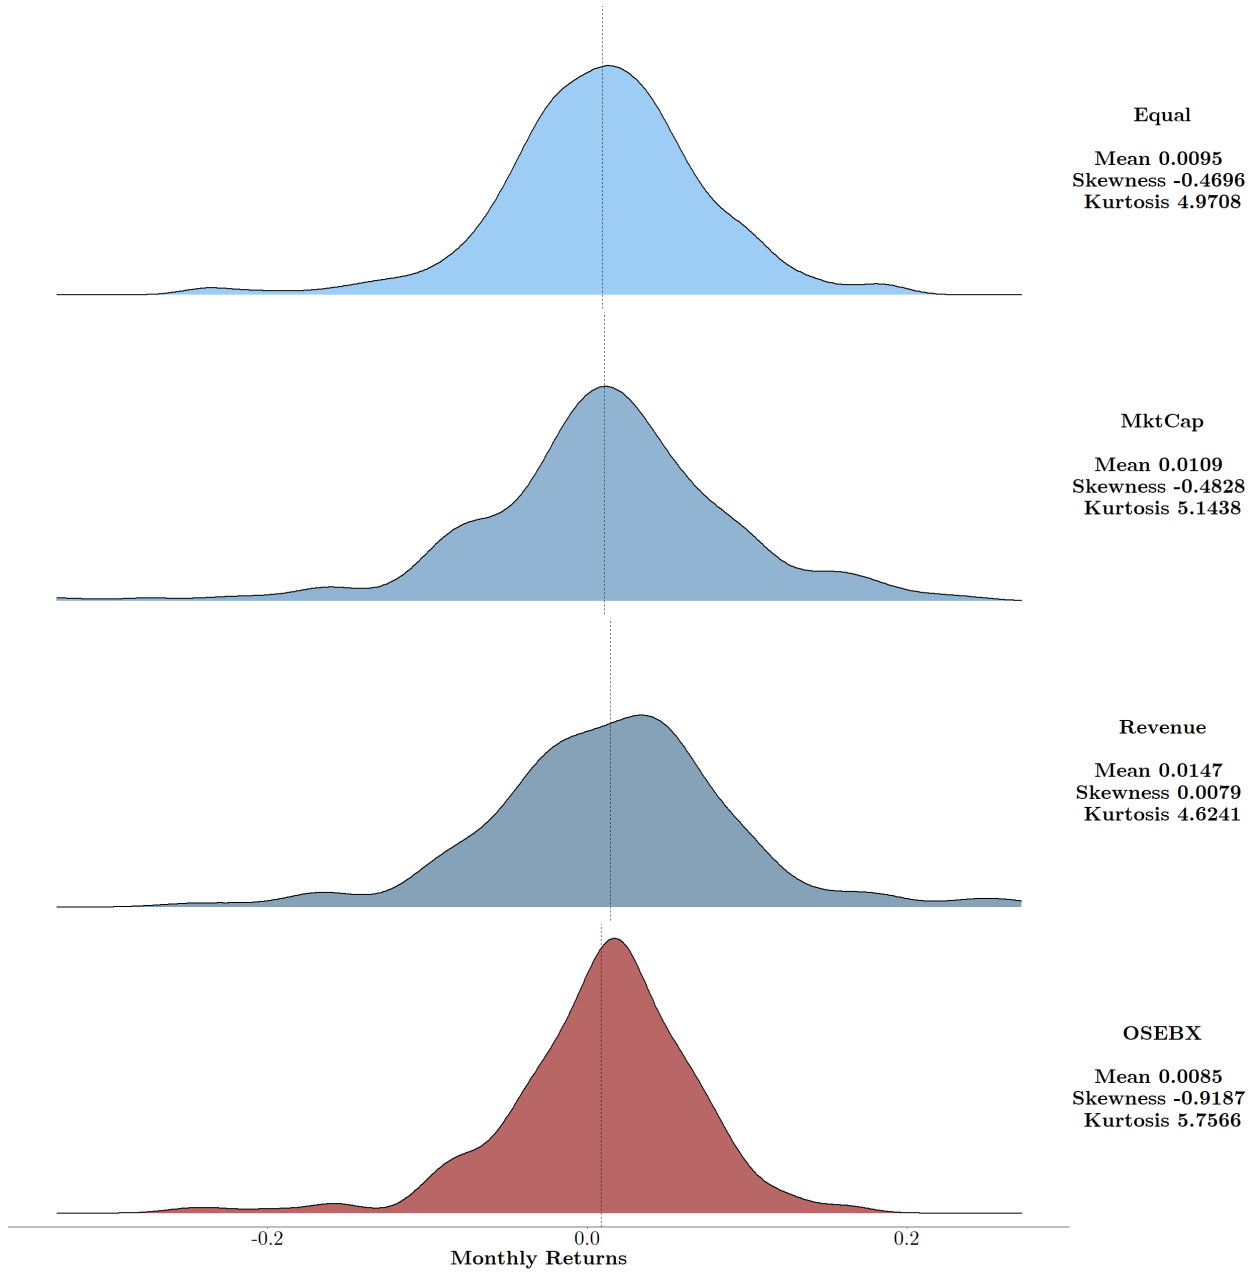 Equal
Mean 0.0095
Skewness -0.4696
Kurtosis 4.9708
MktCap
Mean 0.0109
Skewness -0.4828
Kurtosis 5.1438
Revenue
Mean 0.0147
Skewness 0.0079
Kurtosis 4.6241
OSEBX
Mean 0.0085
Skewness -0.9187
Kurtosis 5.7566
-0.2 0.0 0.2
Monthly Returns